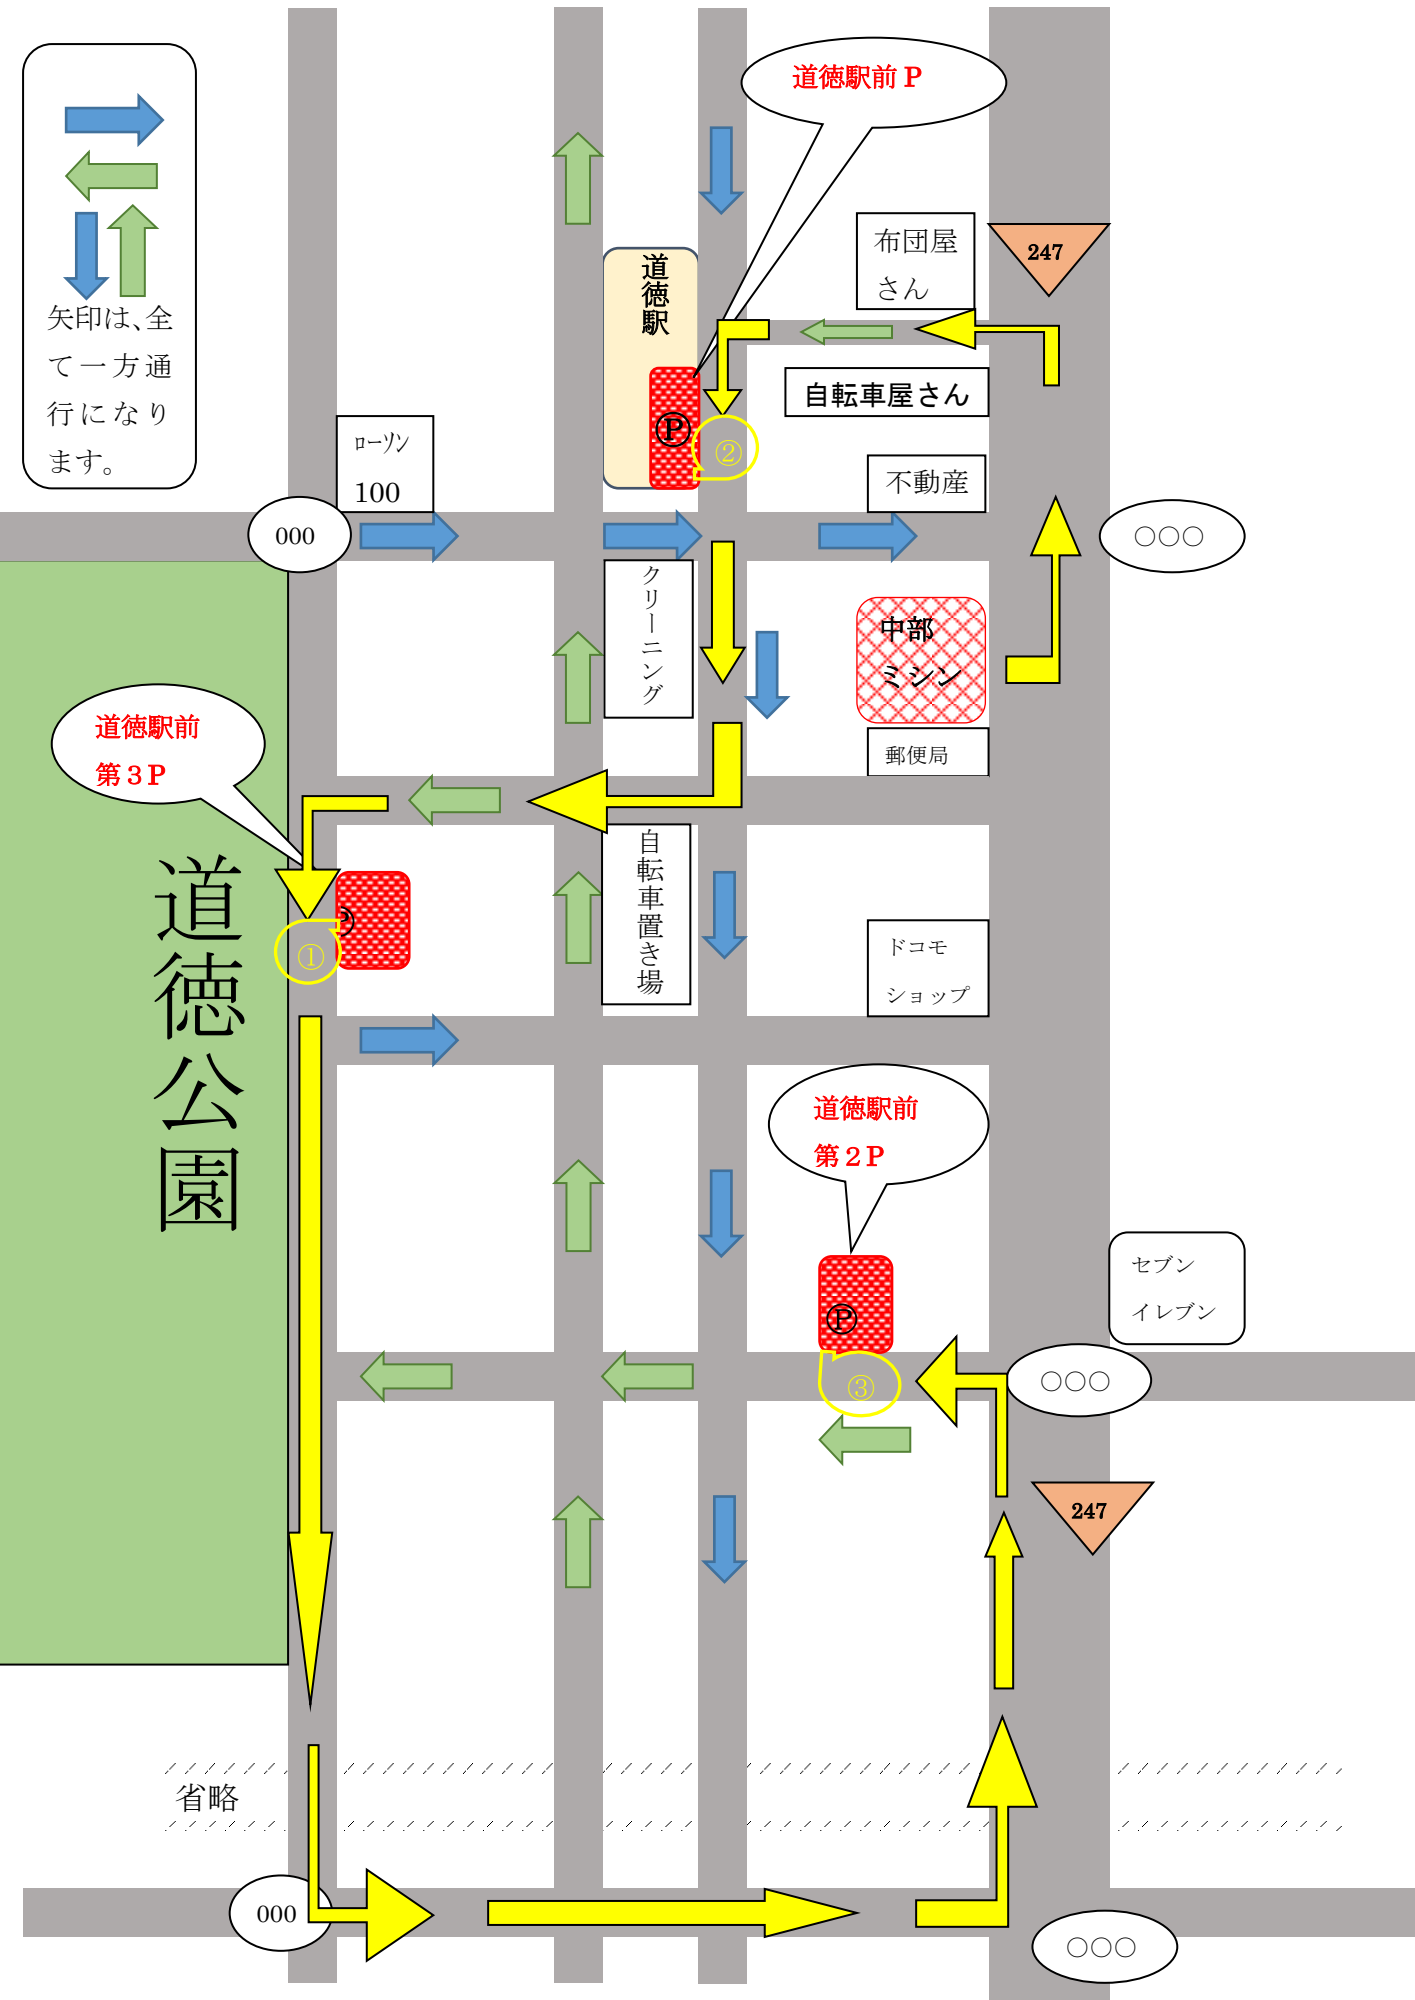 道徳駅前P
布団屋
さん
247
道徳駅
矢印は、全
て一方通
行になり
ます。
自転車屋さん
ローソン
100
Ⓟ
②
不動産
000
○○○
クリーニング
中部
ミシン
道徳駅前
第3P
郵便局
道徳公園
自転車置き場
Ⓟ
①
ドコモ
ショップ
道徳駅前
第2P
セブン
イレブン
Ⓟ
③
○○○
247
省略
000
○○○